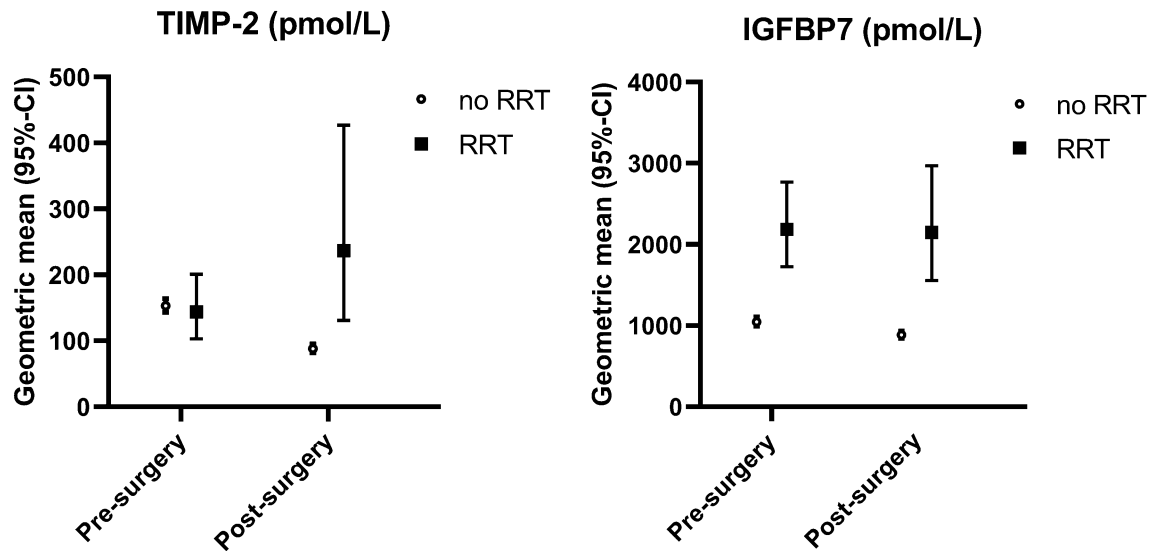 TIMP-2 (pmol/L)
Geometric mean (95%-CI)
500
400
300
200
100
0
no RRT
RRT
Pre-surgery
Post-surgery
IGFBP7 (pmol/L)
Geometric mean (95%-CI)
4000
3000
2000
1000
0
no RRT
RRT
Pre-surgery
Post-surgery